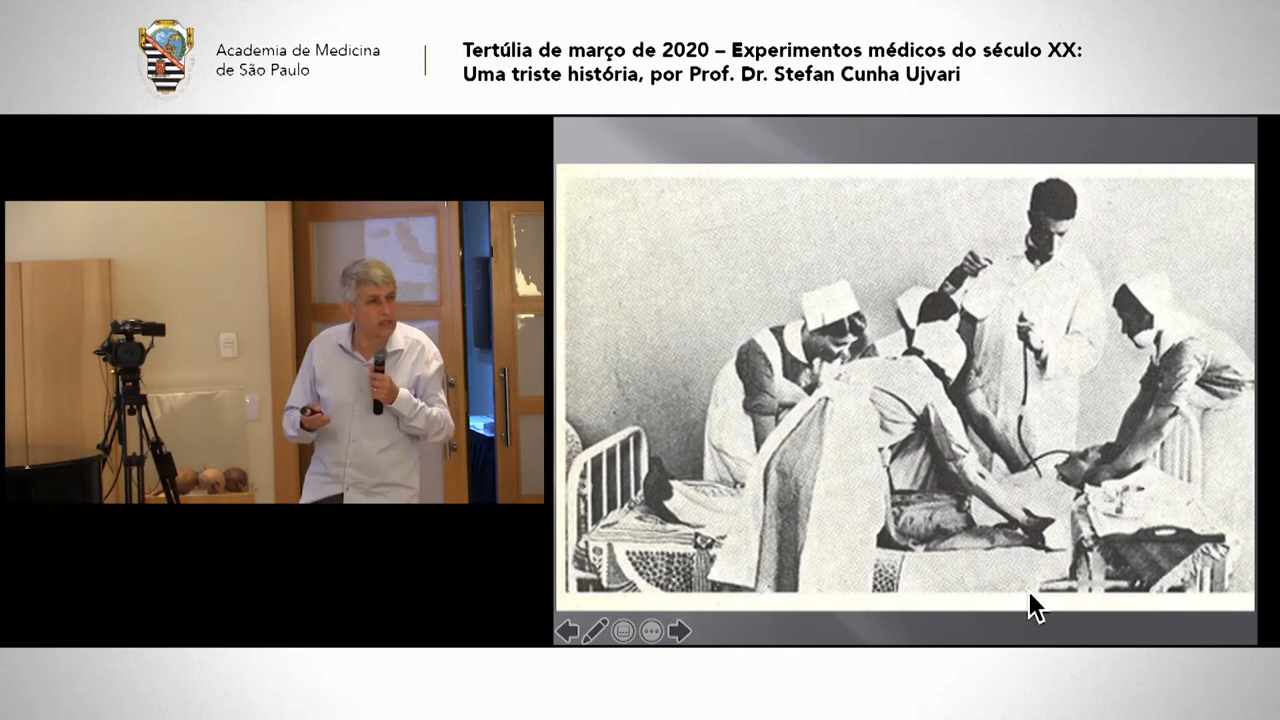 Academia de Medicina
de São Paulo
Tertúlia de março de 2020 – Experimentos médicos do século XX:
Uma triste história, por Prof. Dr. Stefan Cunha Ujvari